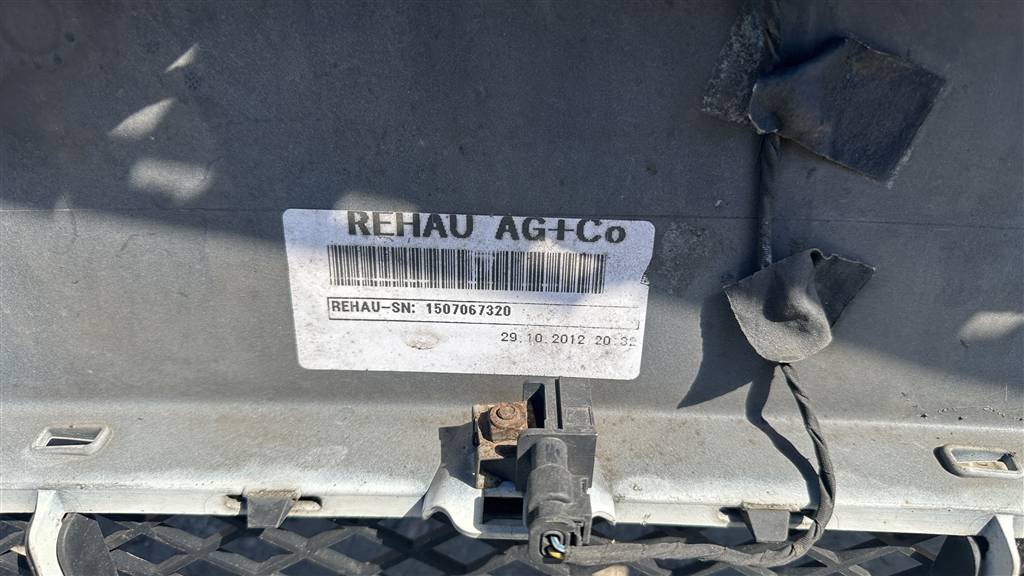 REHAU AG+Co
REHAU-SN: 1507067320
29.10.2012 20:32